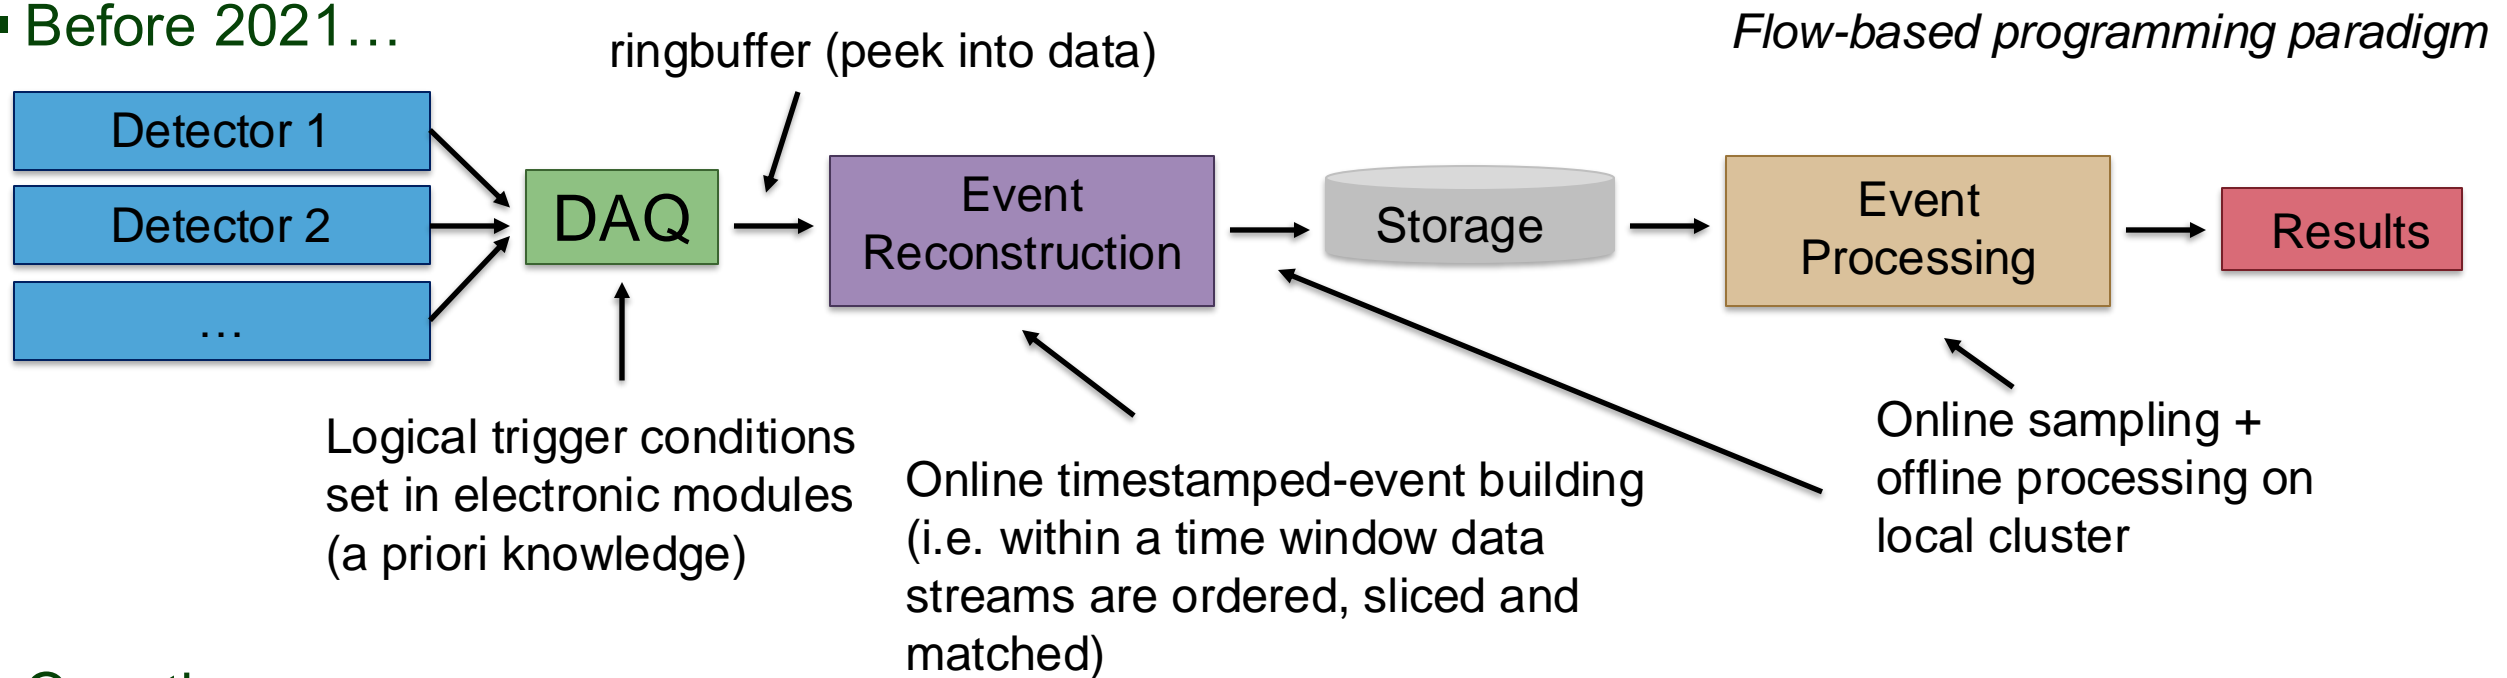 Before 2021…
ringbuffer (peek into data)
Flow-based programming paradigm
Detector 1
Detector 2
…
DAQ
Event
Reconstruction
Storage
Event
Processing
Results
Logical trigger conditions
set in electronic modules
(a priori knowledge)
Online timestamped-event building
(i.e. within a time window data
streams are ordered, sliced and
matched)
Online sampling +
offline processing on
local cluster